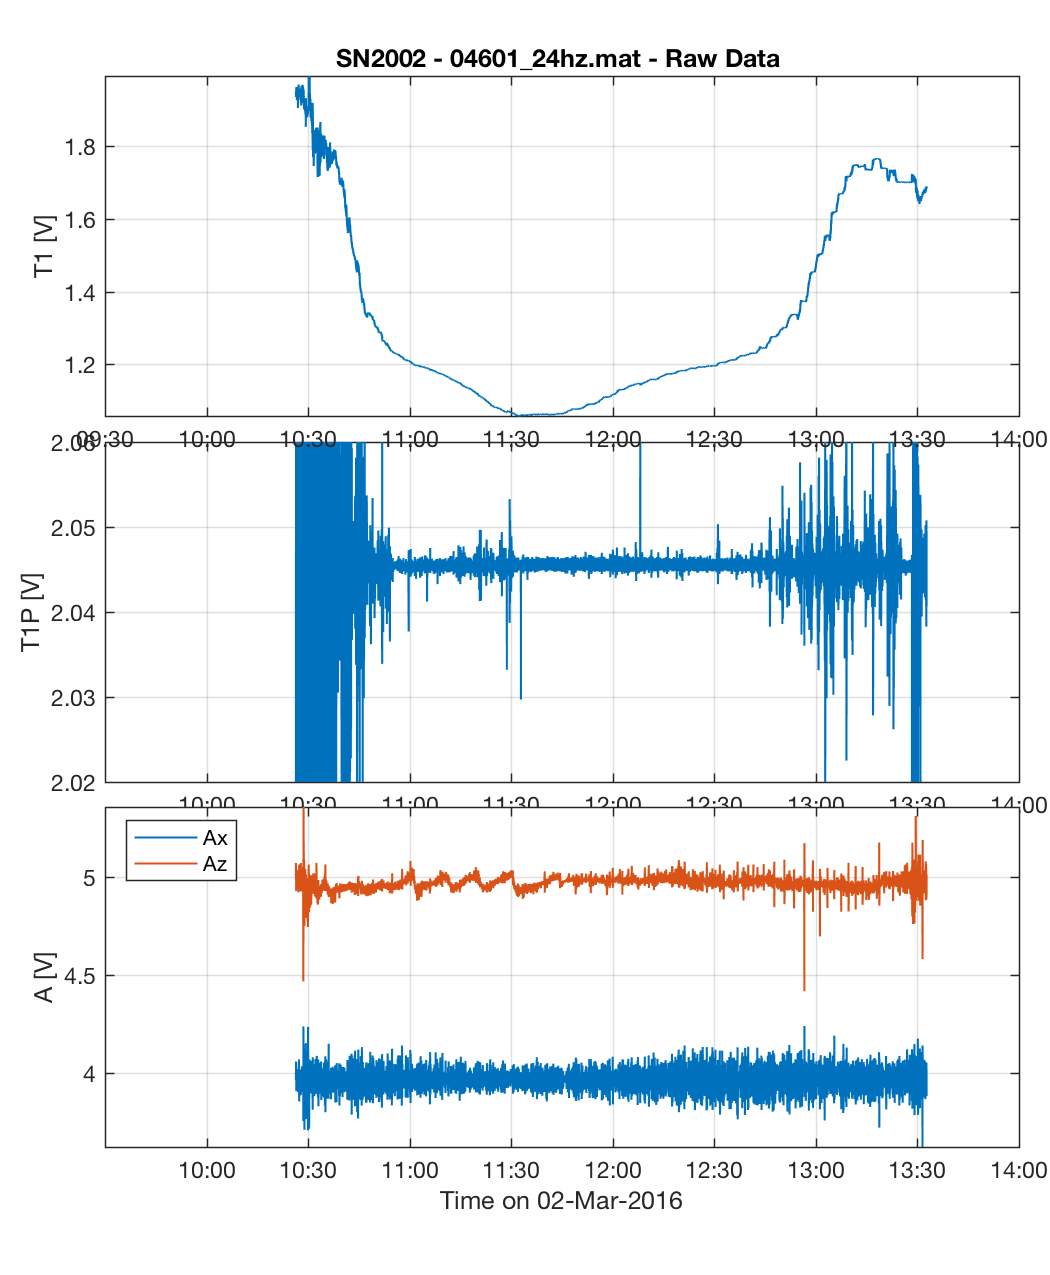 SN2002 - 04601_24hz.mat - Raw Data
1.8
1.6
1.4
1.2
T1 [V]
09:30 10:00 10:30 11:00 11:30 12:00 12:30 13:00 13:30 14:00
2.06
2.05
2.04
2.03
2.02
T1P [V]
10:00 10:30 11:00 11:30 12:00 12:30 13:00 13:30 14:00
Ax
Az
5
4.5
4
A [V]
10:00 10:30 11:00 11:30 12:00 12:30 13:00 13:30 14:00
Time on 02-Mar-2016